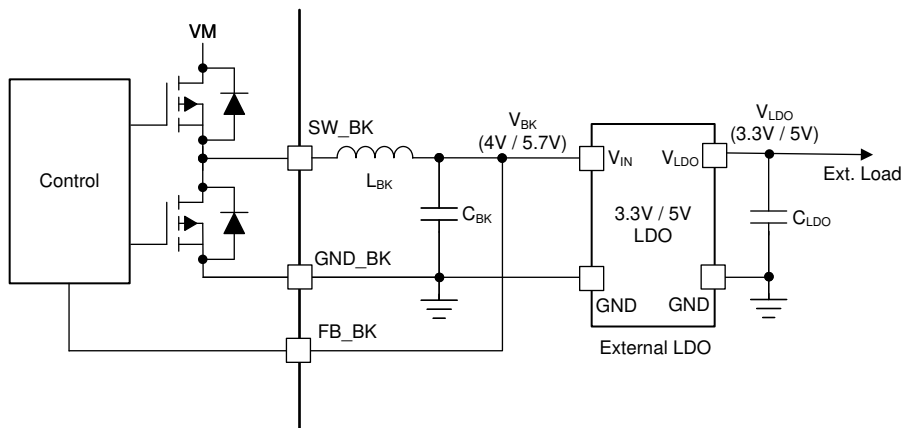 VM
Control
SW_BK
L_BK
C_BK
V_BK
(4V / 5.7V)
V_IN
V_LDO
3.3V / 5V
LDO
V_LDO
(3.3V / 5V)
Ext. Load
C_LDO
GND_BK
GND
GND
External LDO
FB_BK